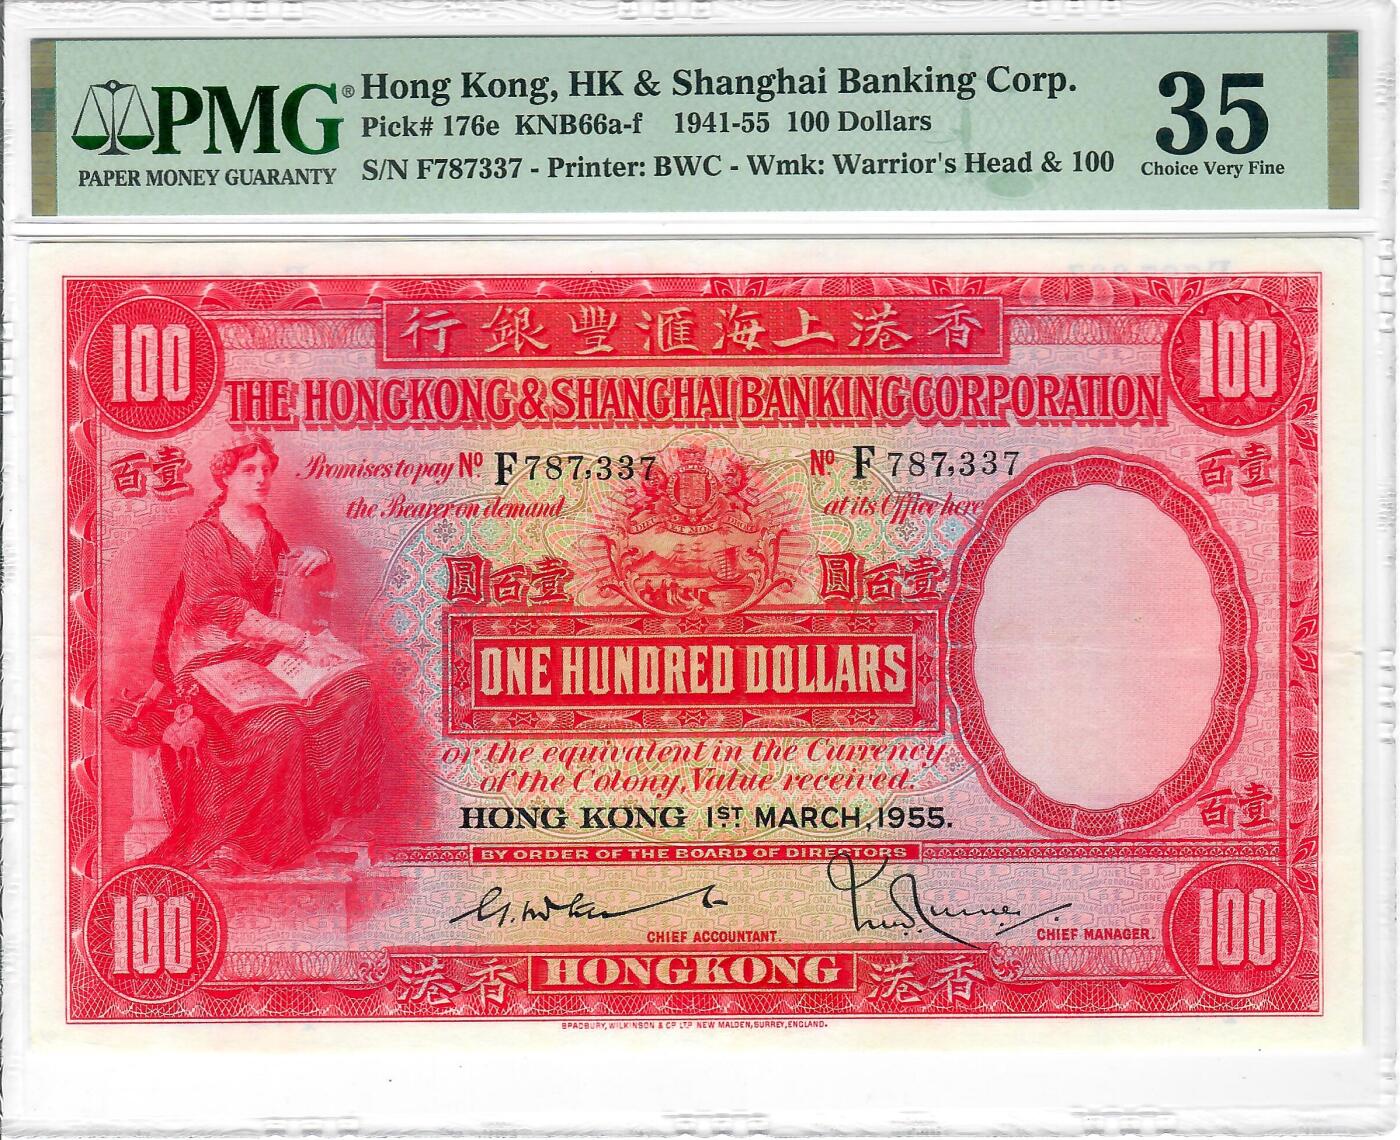 PMG® Hong Kong, HK & Shanghai Banking Corp. 35
Pick# 176e KNB66a-f 1941-55 100 Dollars
PAPER MONEY GUARANTY S/N F787337 - Printer: BWC - Wmk: Warrior's Head & 100 Choice Very Fine
行銀豐滙海上港香
100 100
THE HONGKONG & SHANGHAI BANKING CORPORATION
百壹 Promises to pay Nº F 787,337 Nº F 787,337 百壹
the Bearer on demand at its Office here
DIEU ET MON DROIT
圓百壹 圓百壹
ONE HUNDRED DOLLARS
or the equivalent in the Currency
of the Colony, Value received.
HONG KONG 1ST MARCH, 1955. 百壹
BY ORDER OF THE BOARD OF DIRECTORS
100 CHIEF ACCOUNTANT. CHIEF MANAGER. 100
港香 HONGKONG 港香
BRADBURY, WILKINSON & Cº LTD NEW MALDEN, SURREY, ENGLAND.